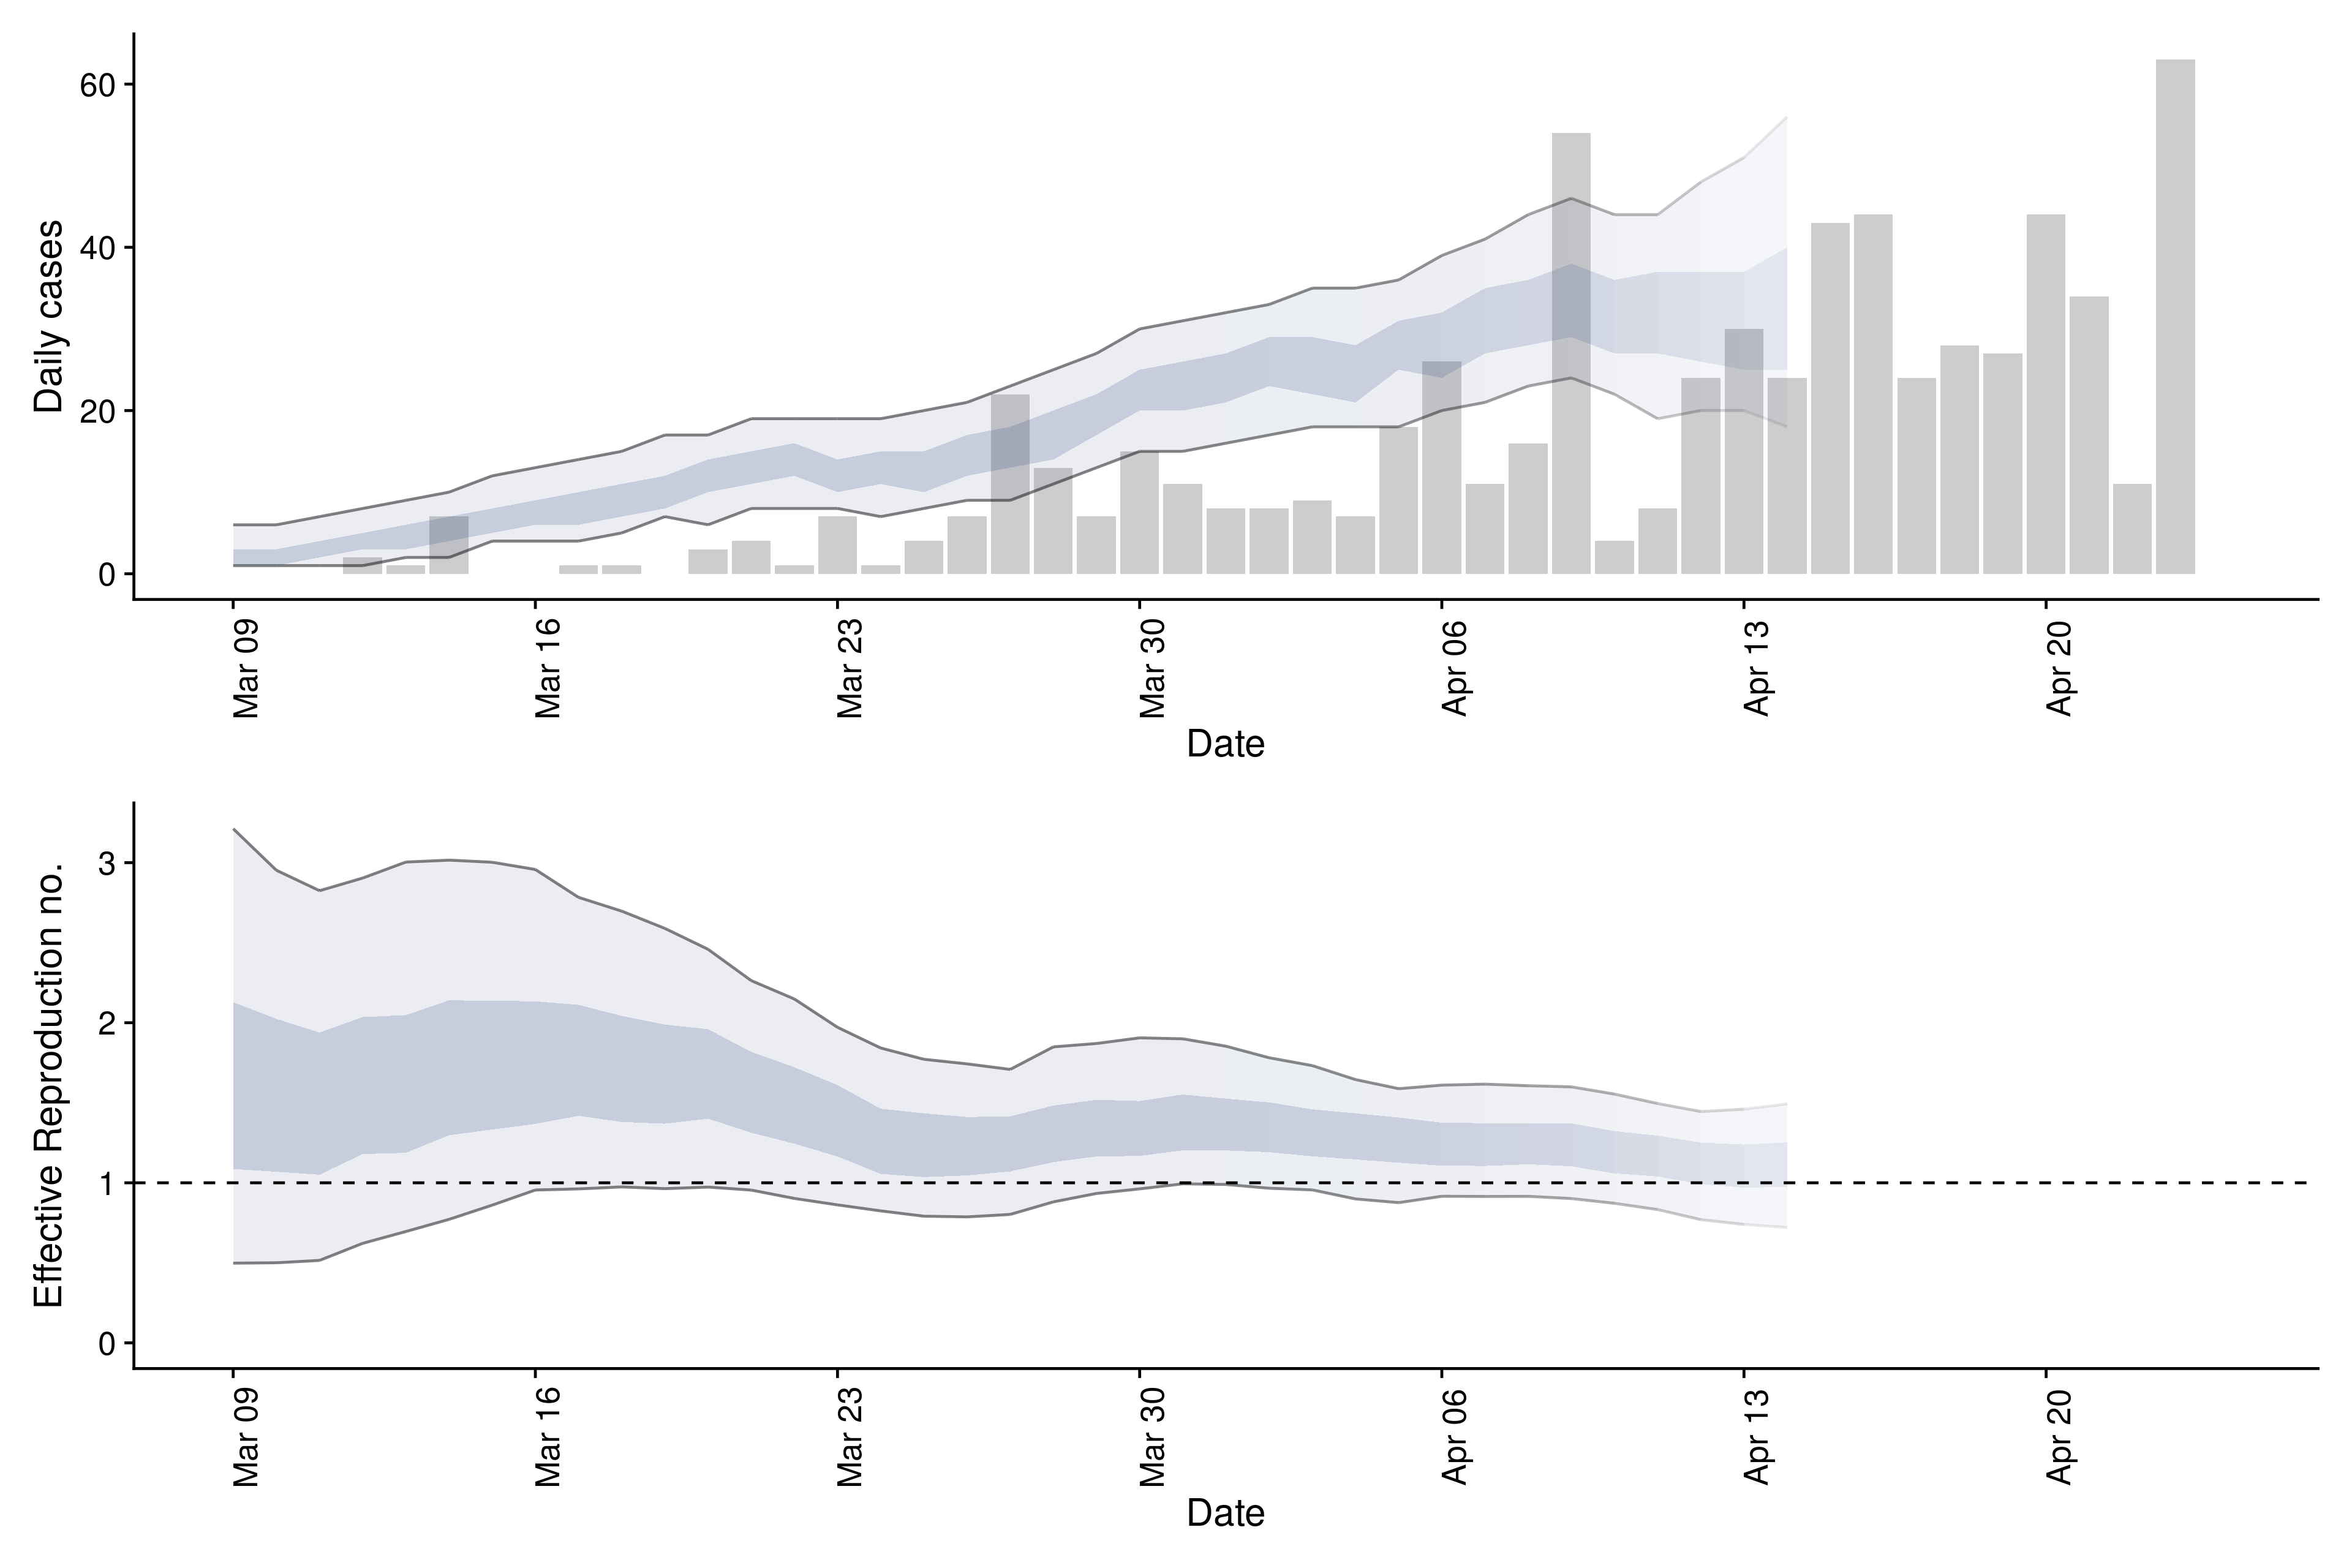 Daily cases
60
40
20
0
Mar 09
Mar 16
Mar 23
Mar 30
Apr 06
Apr 13
Apr 20
Date
Effective Reproduction no.
3
2
1
0
Mar 09
Mar 16
Mar 23
Mar 30
Apr 06
Apr 13
Apr 20
Date